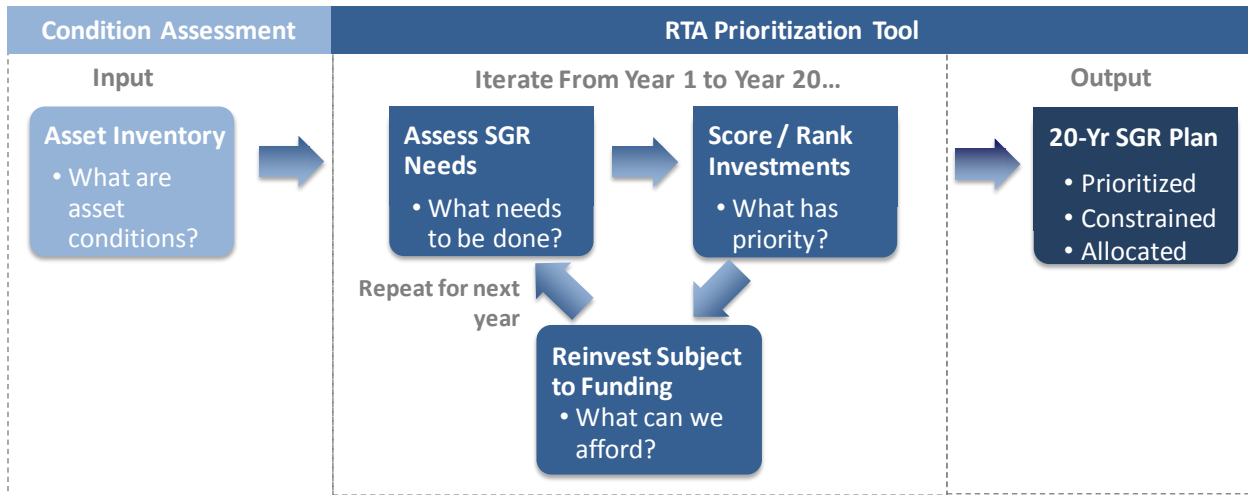 Condition Assessment
RTA Prioritization Tool
Input
Iterate From Year 1 to Year 20…
Output
Asset Inventory
• What are
asset
conditions?
Assess SGR
Needs
• What needs
to be done?
Score / Rank
Investments
• What has
priority?
20-Yr SGR Plan
• Prioritized
• Constrained
• Allocated
Repeat for next
year
Reinvest Subject
to Funding
• What can we
afford?